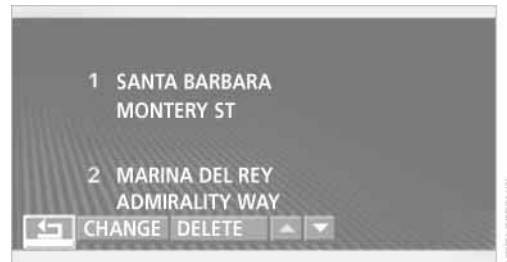 1 SANTA BARBARA
MONTERY ST
2 MARINA DEL REY
ADMIRALITY WAY
CHANGE DELETE